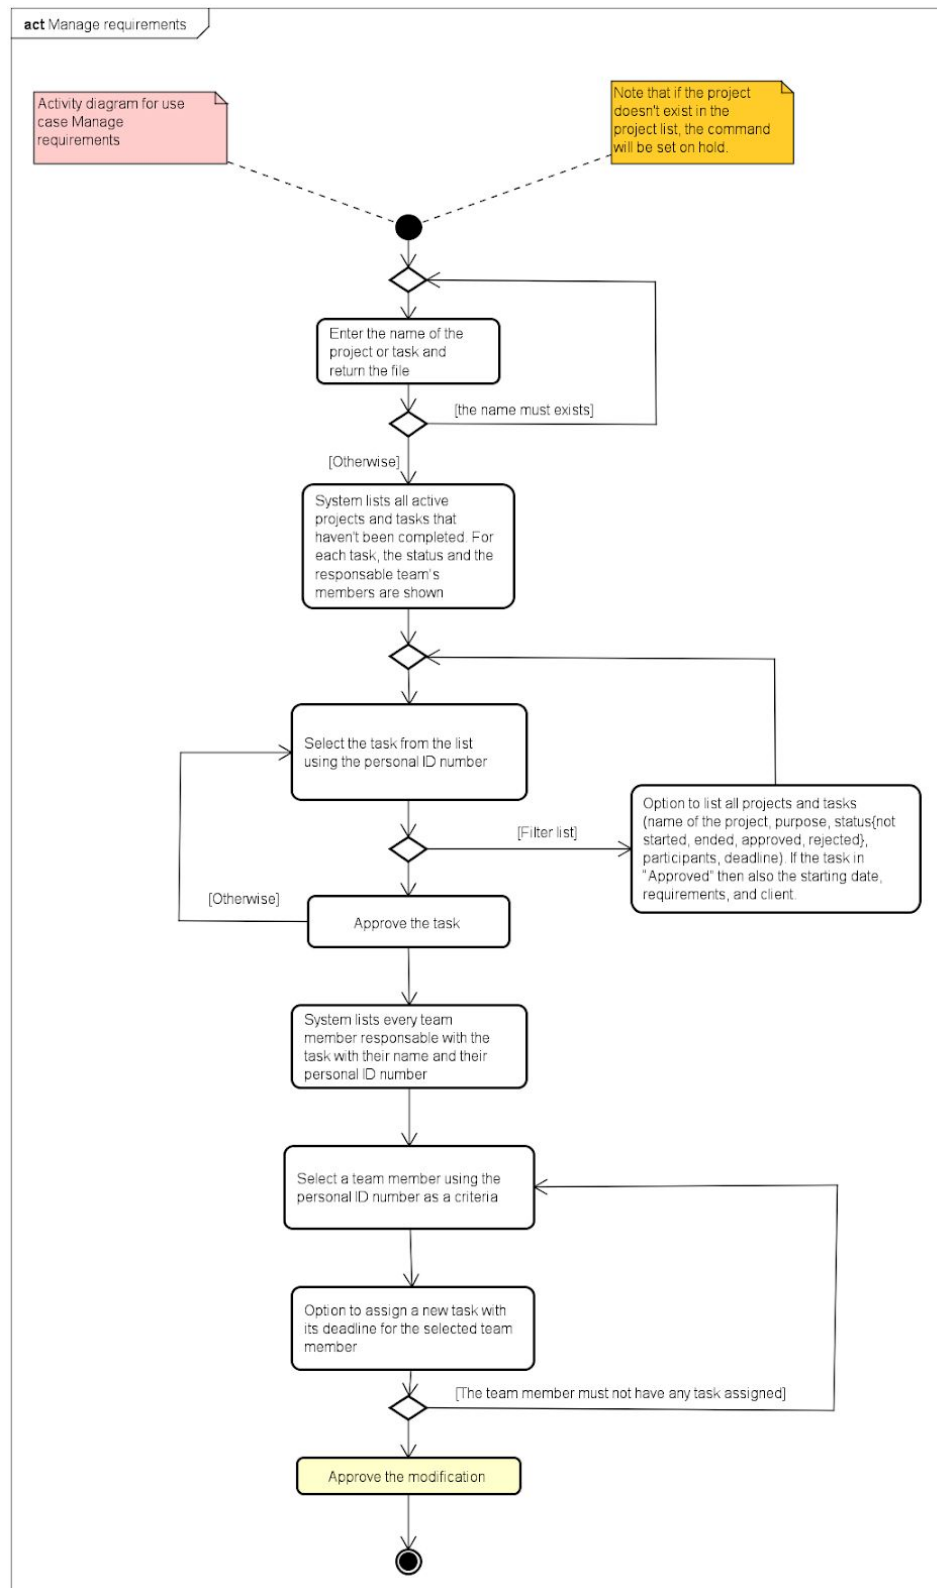 act Manage requirements
Activity diagram for use
case Manage
requirements
Note that if the project
doesn't exist in the
project list, the command
will be set on hold.
Enter the name of the
project or task and
return the file
[the name must exists]
[Otherwise]
System lists all active
projects and tasks that
haven't been completed. For
each task, the status and the
responsable team's
members are shown
Select the task from the list
using the personal ID number
[Filter list]
Option to list all projects and tasks
(name of the project, purpose, status{not
started, ended, approved, rejected},
participants, deadline). If the task in
"Approved" then also the starting date,
requirements, and client.
[Otherwise]
Approve the task
System lists every team
member responsable with the
task with their name and their
personal ID number
Select a team member using the
personal ID number as a criteria
Option to assign a new task with
its deadline for the selected team
member
[The team member must not have any task assigned]
Approve the modification